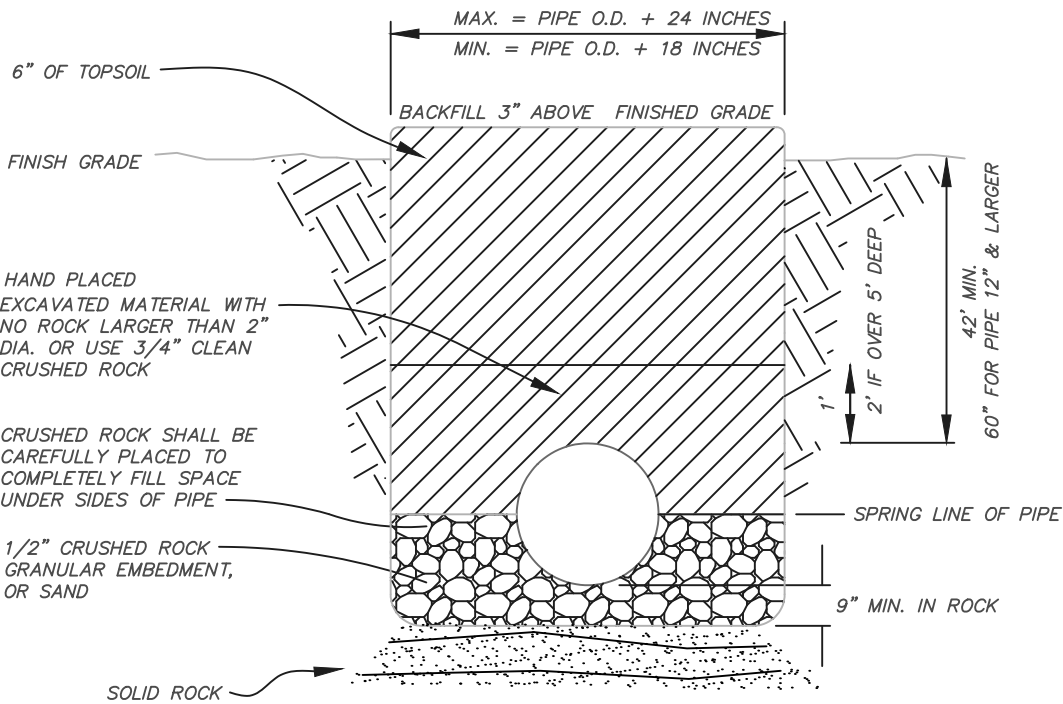 MAX. = PIPE O.D. + 24 INCHES
MIN. = PIPE O.D. + 18 INCHES
6" OF TOPSOIL
BACKFILL 3" ABOVE FINISHED GRADE
FINISH GRADE
HAND PLACED
EXCAVATED MATERIAL WITH
NO ROCK LARGER THAN 2"
DIA. OR USE 3/4" CLEAN
CRUSHED ROCK
1'
2' IF OVER 5' DEEP
42' MIN.
60" FOR PIPE 12" & LARGER
CRUSHED ROCK SHALL BE
CAREFULLY PLACED TO
COMPLETELY FILL SPACE
UNDER SIDES OF PIPE
SPRING LINE OF PIPE
1/2" CRUSHED ROCK
GRANULAR EMBEDMENT,
OR SAND
9" MIN. IN ROCK
SOLID ROCK